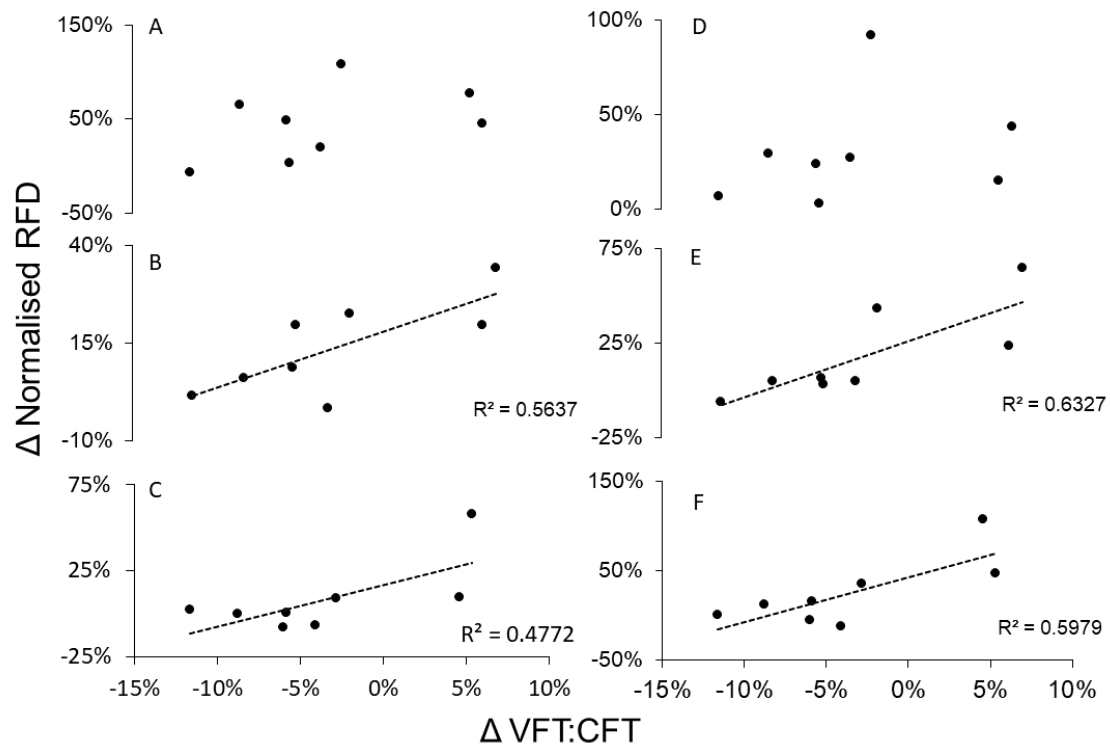 Δ Normalised RFD
A
150%
50%
-50%
B
40%
15%
-10%
R² = 0.5637
C
75%
25%
-25%
R² = 0.4772
-15% -10% -5% 0% 5% 10%
D
100%
50%
0%
E
75%
25%
-25%
R² = 0.6327
F
150%
50%
-50%
R² = 0.5979
-15% -10% -5% 0% 5% 10%
Δ VFT:CFT